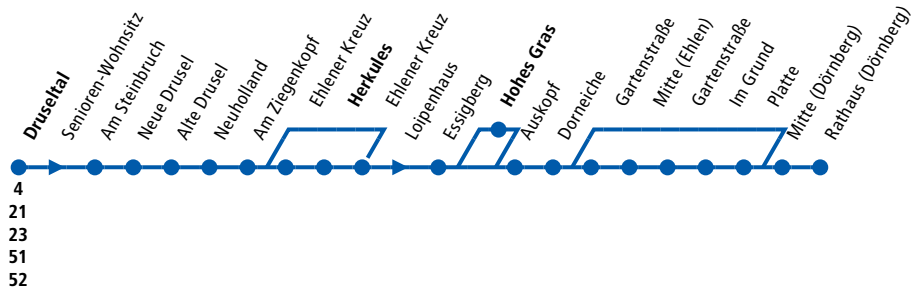 Druseltal
Senioren-Wohnsitz
Am Steinbruch
Neue Drusel
Alte Drusel
Neuholland
Am Ziegenkopf
Ehlener Kreuz
Herkules
Ehlener Kreuz
Loipenhaus
Essigberg
Hohes Gras
Auskopf
Dorneiche
Gartenstraße
Mitte (Ehlen)
Gartenstraße
Im Grund
Platte
Mitte (Dörnberg)
Rathaus (Dörnberg)
4
21
23
51
52